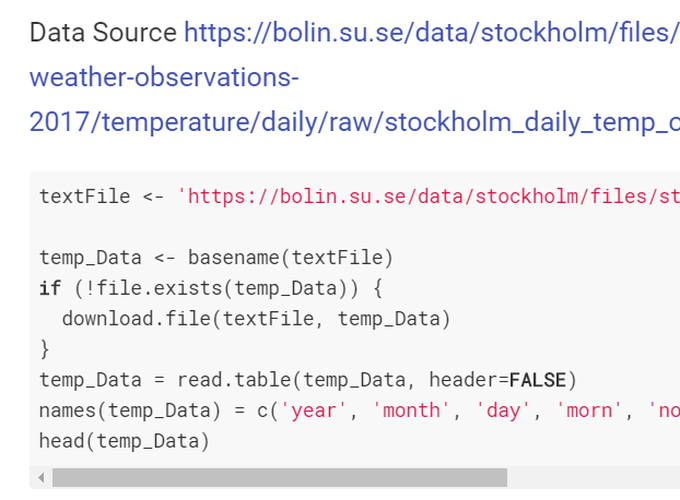 Data Source https://bolin.su.se/data/stockholm/files/
weather-observations-
2017/temperature/daily/raw/stockholm_daily_temp_
textFile <- 'https://bolin.su.se/data/stockholm/files/st
temp_Data <- basename(textFile)
if (!file.exists(temp_Data)) {
download.file(textFile, temp_Data)
}
temp_Data = read.table(temp_Data, header=FALSE)
names(temp_Data) = c('year', 'month', 'day', 'morn', 'no
head(temp_Data)